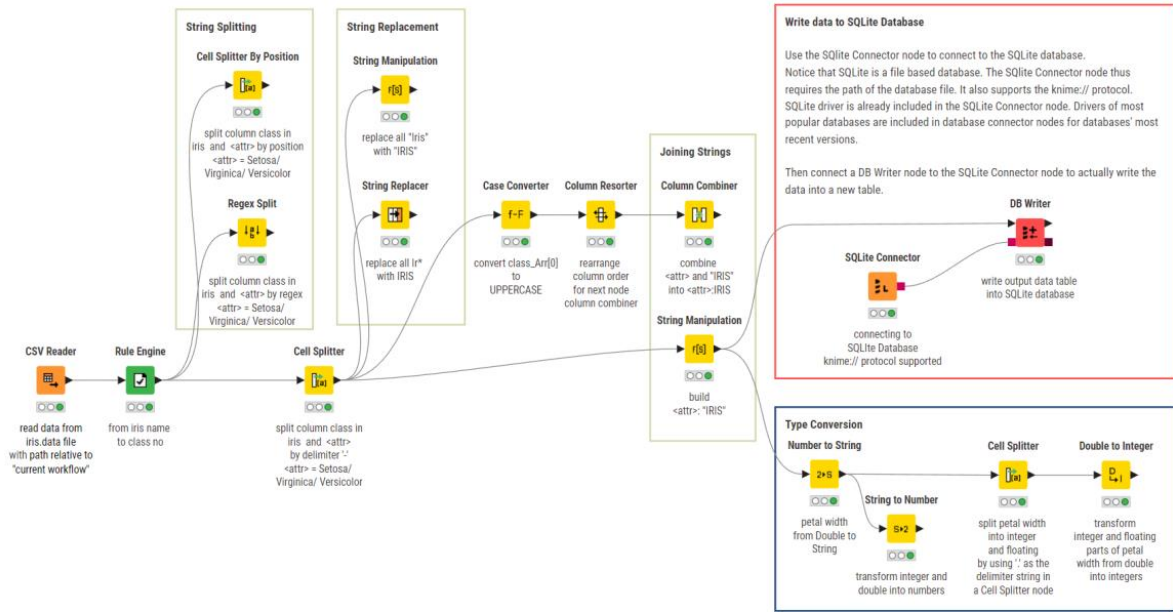 String Splitting
Cell Splitter By Position
[a]
split column class in
iris and <attr> by position
<attr> = Setosa/
Virginica/ Versicolor
Regex Split
split column class in
iris and <attr> by regex
<attr> = Setosa/
Virginica/ Versicolor
String Replacement
String Manipulation
f[S]
replace all "Iris"
with "IRIS"
String Replacer
replace all Ir*
with IRIS
CSV Reader
read data from
iris.data file
with path relative to
"current workflow"
Rule Engine
from iris name
to class no
Cell Splitter
[a]
split column class in
iris and <attr>
by delimiter '-'
<attr> = Setosa/
Virginica/ Versicolor
Case Converter
f-F
convert class_Arr[0]
to
UPPERCASE
Column Resorter
rearrange
column order
for next node
column combiner
Joining Strings
Column Combiner
combine
<attr> and "IRIS"
into <attr>:IRIS
String Manipulation
f[S]
build
<attr>: "IRIS"
Write data to SQLite Database
Use the SQlite Connector node to connect to the SQLite database.
Notice that SQLite is a file based database. The SQlite Connector node thus
requires the path of the database file. It also supports the knime:// protocol.
SQLite driver is already included in the SQLite Connector node. Drivers of most
popular databases are included in database connector nodes for databases' most
recent versions.
Then connect a DB Writer node to the SQLite Connector node to actually write the
data into a new table.
DB Writer
write output data table
into SQLite database
SQLite Connector
L
connecting to
SQLite Database
knime:// protocol supported
Type Conversion
Number to String
2▸S
petal width
from Double to
String
String to Number
S▸2
transform integer and
double into numbers
Cell Splitter
[a]
split petal width
into integer
and floating
by using '.' as the
delimiter string in
a Cell Splitter node
Double to Integer
D
I
transform
integer and floating
parts of petal
width from double
into integers